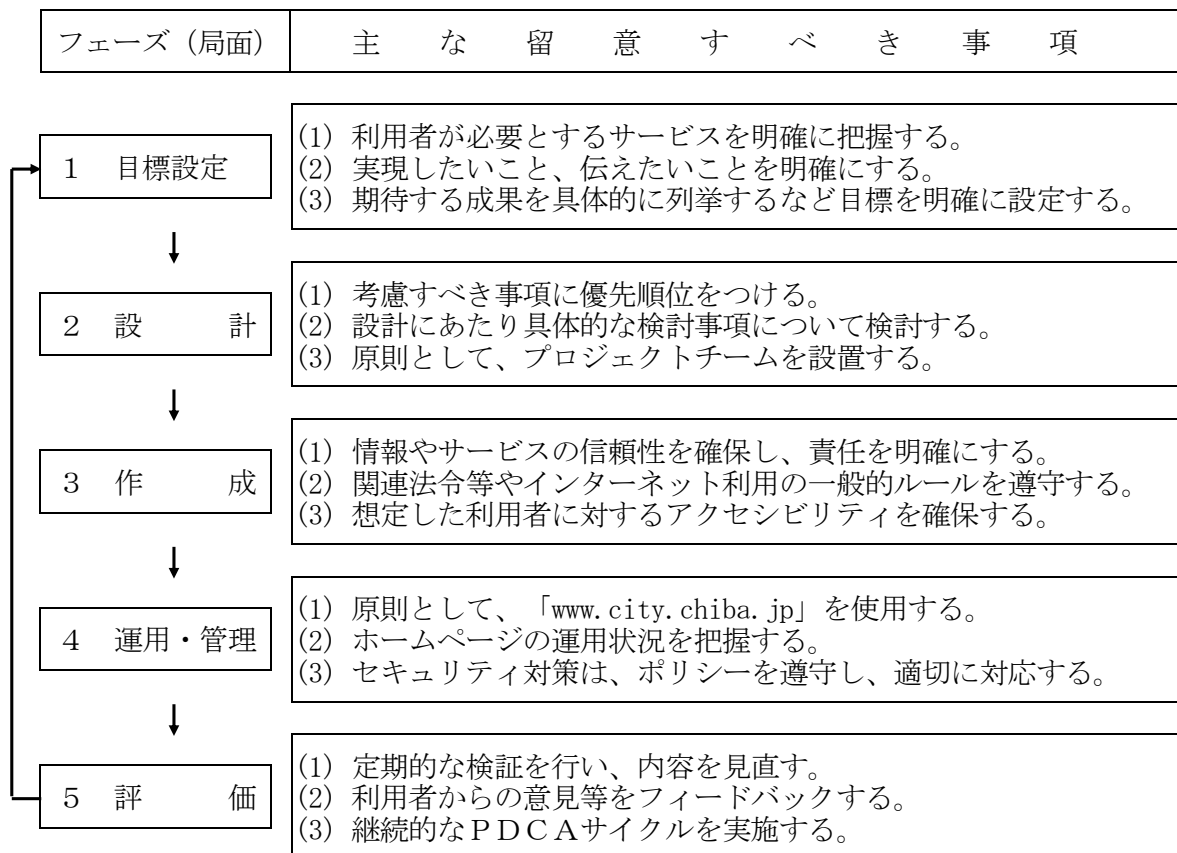 フェーズ（局面） 主な留意すべき事項
(1) 利用者が必要とするサービスを明確に把握する。
1 目標設定
(2) 実現したいこと、伝えたいことを明確にする。
(3) 期待する成果を具体的に列挙するなど目標を明確に設定する。
(1) 考慮すべき事項に優先順位をつける。
2 設計
(2) 設計にあたり具体的な検討事項について検討する。
(3) 原則として、プロジェクトチームを設置する。
(1) 情報やサービスの信頼性を確保し、責任を明確にする。
3 作成
(2) 関連法令等やインターネット利用の一般的ルールを遵守する。
(3) 想定した利用者に対するアクセシビリティを確保する。
(1) 原則として、「www.city.chiba.jp」を使用する。
4 運用・管理
(2) ホームページの運用状況を把握する。
(3) セキュリティ対策は、ポリシーを遵守し、適切に対応する。
(1) 定期的な検証を行い、内容を見直す。
5 評価
(2) 利用者からの意見等をフィードバックする。
(3) 継続的なＰＤＣＡサイクルを実施する。